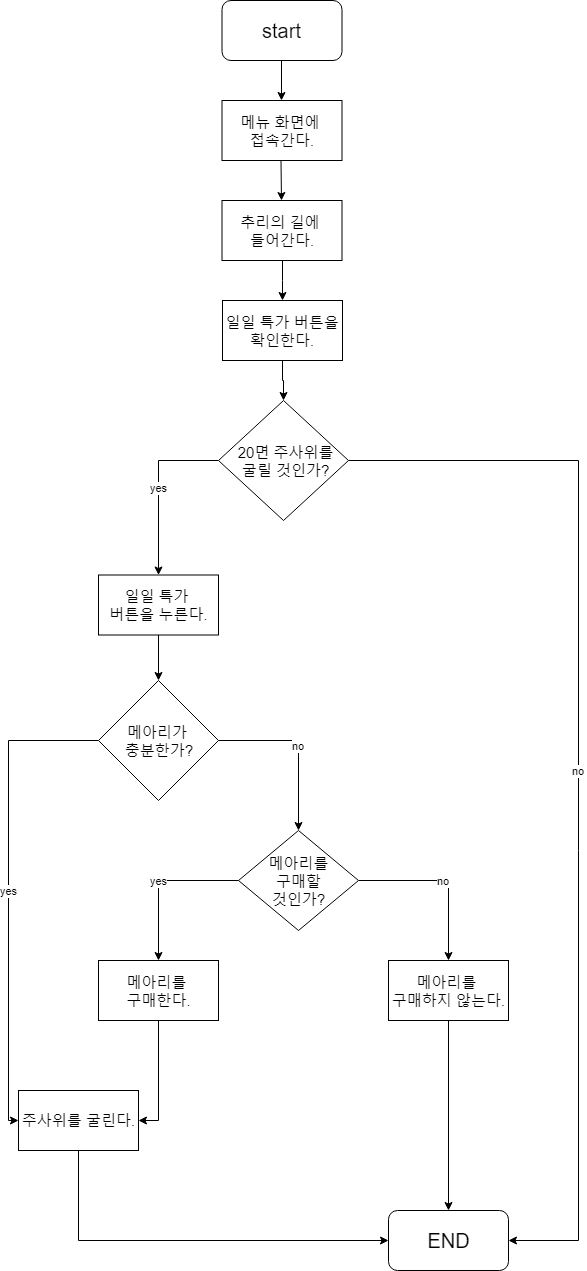 start
메뉴 화면에
접속간다.
추리의 길에
들어간다.
일일 특가 버튼을
확인한다.
20면 주사위를
굴릴 것인가?
yes
no
일일 특가
버튼을 누른다.
메아리가
충분한가?
yes
no
메아리를
구매할
것인가?
yes
no
메아리를
구매한다.
메아리를
구매하지 않는다.
주사위를 굴린다.
END